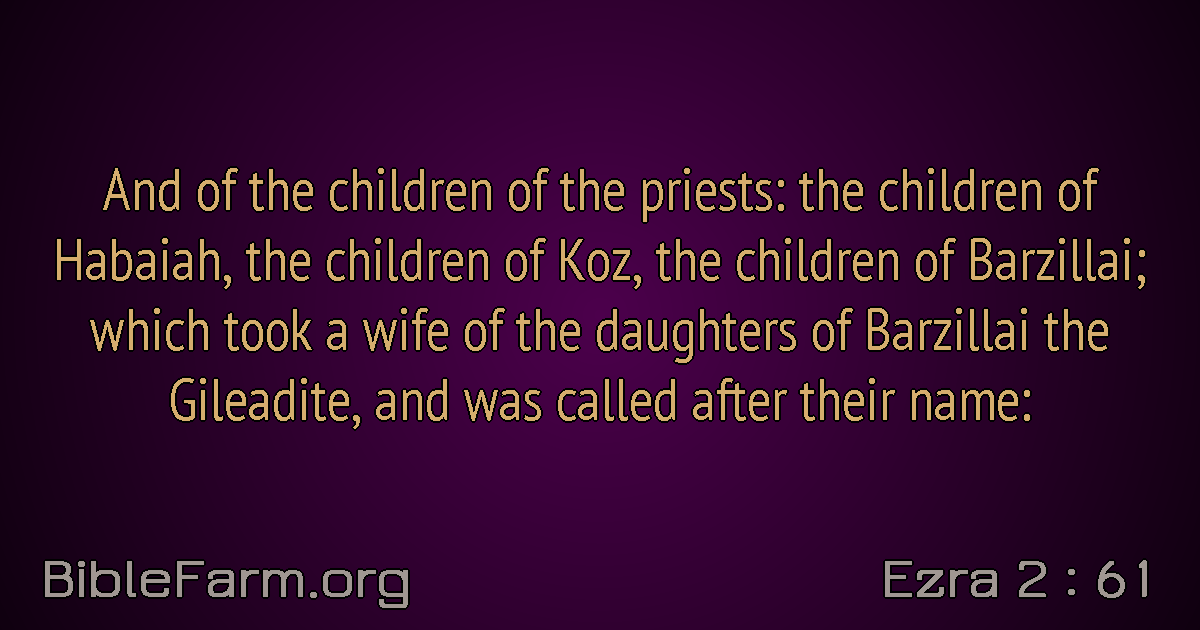 And of the children of the priests: the children of
Habaiah, the children of Koz, the children of Barzillai;
which took a wife of the daughters of Barzillai the
Gileadite, and was called after their name:
BibleFarm.org
Ezra 2 : 61